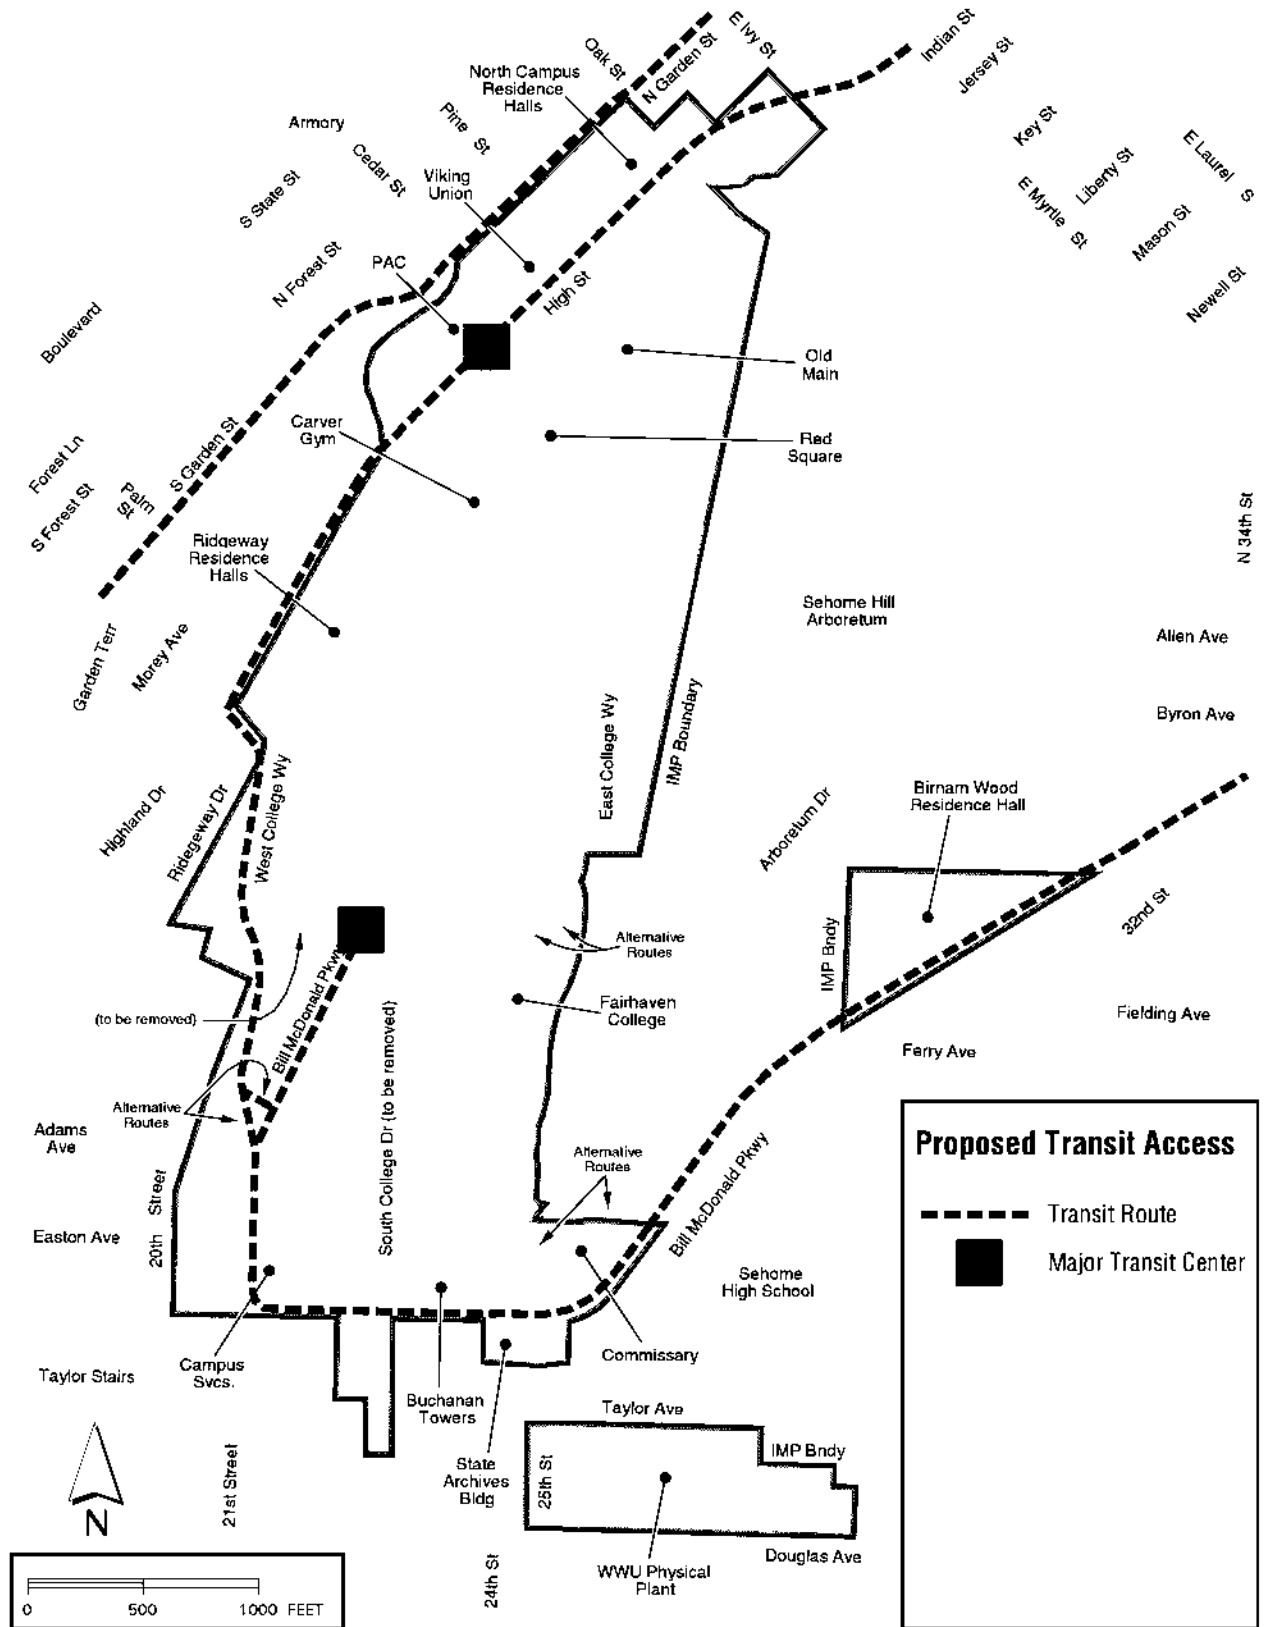 E Ivy St
Oak St
N Garden St
Indian St
Jersey St
North Campus
Residence
Halls
Key St
E Laurel S
Armory
Pine St
Cedar St
Liberty St
E Myrtle St
Viking
Union
S State St
Mason St
PAC
N Forest St
High St
Newell St
Boulevard
Old
Main
Carver
Gym
Red
Square
S Garden St
Forest Ln
Palm
St
S Forest St
N 34th St
Ridgeway
Residence
Halls
Sehome Hill
Arboretum
Allen Ave
Garden Terr
Morey Ave
Byron Ave
East College Wy
IMP Boundary
Highland Dr
Ridegeway Dr
West College Wy
Arboretum Dr
Birnam Wood
Residence Hall
32nd St
Alternative
Routes
IMP Bndy
Bill McDonald Pkwy
(to be removed)
Fairhaven
College
Fielding Ave
Ferry Ave
South College Dr (to be removed)
Alternative
Routes
Adams
Ave
Alternative
Routes
Bill McDonald Pkwy
20th Street
Easton Ave
Sehome
High School
Proposed Transit Access
Transit Route
Major Transit Center
Taylor Stairs
Campus
Svcs.
Commissary
Buchanan
Towers
Taylor Ave
IMP Bndy
State
Archives
Bldg
25th St
21st Street
N
24th St
WWU Physical
Plant
Douglas Ave
0 500 1000 FEET